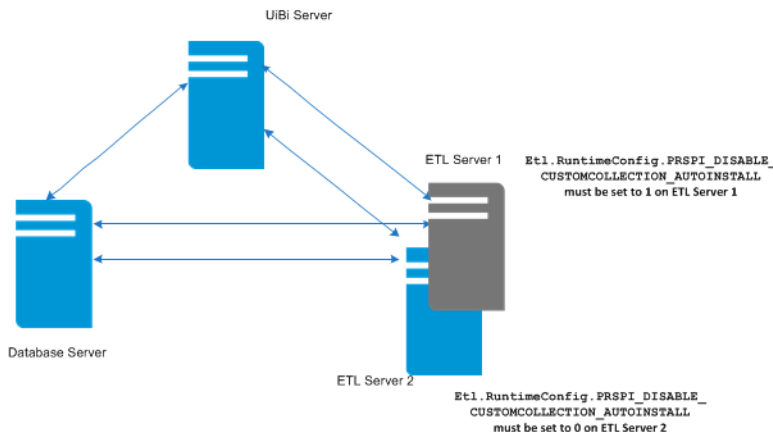 UiBi Server
ETL Server 1
Etl.RuntimeConfig.PRSPI_DISABLE_
CUSTOMCOLLECTION_AUTOINSTALL
must be set to 1 on ETL Server 1
Database Server
ETL Server 2
Etl.RuntimeConfig.PRSPI_DISABLE_
CUSTOMCOLLECTION_AUTOINSTALL
must be set to 0 on ETL Server 2